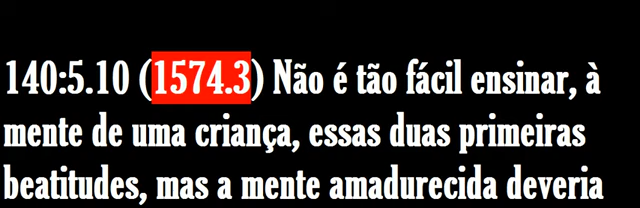 140:5.10 (1574.3) Não é tão fácil ensinar, à
mente de uma criança, essas duas primeiras
beatitudes, mas a mente amadurecida deveria